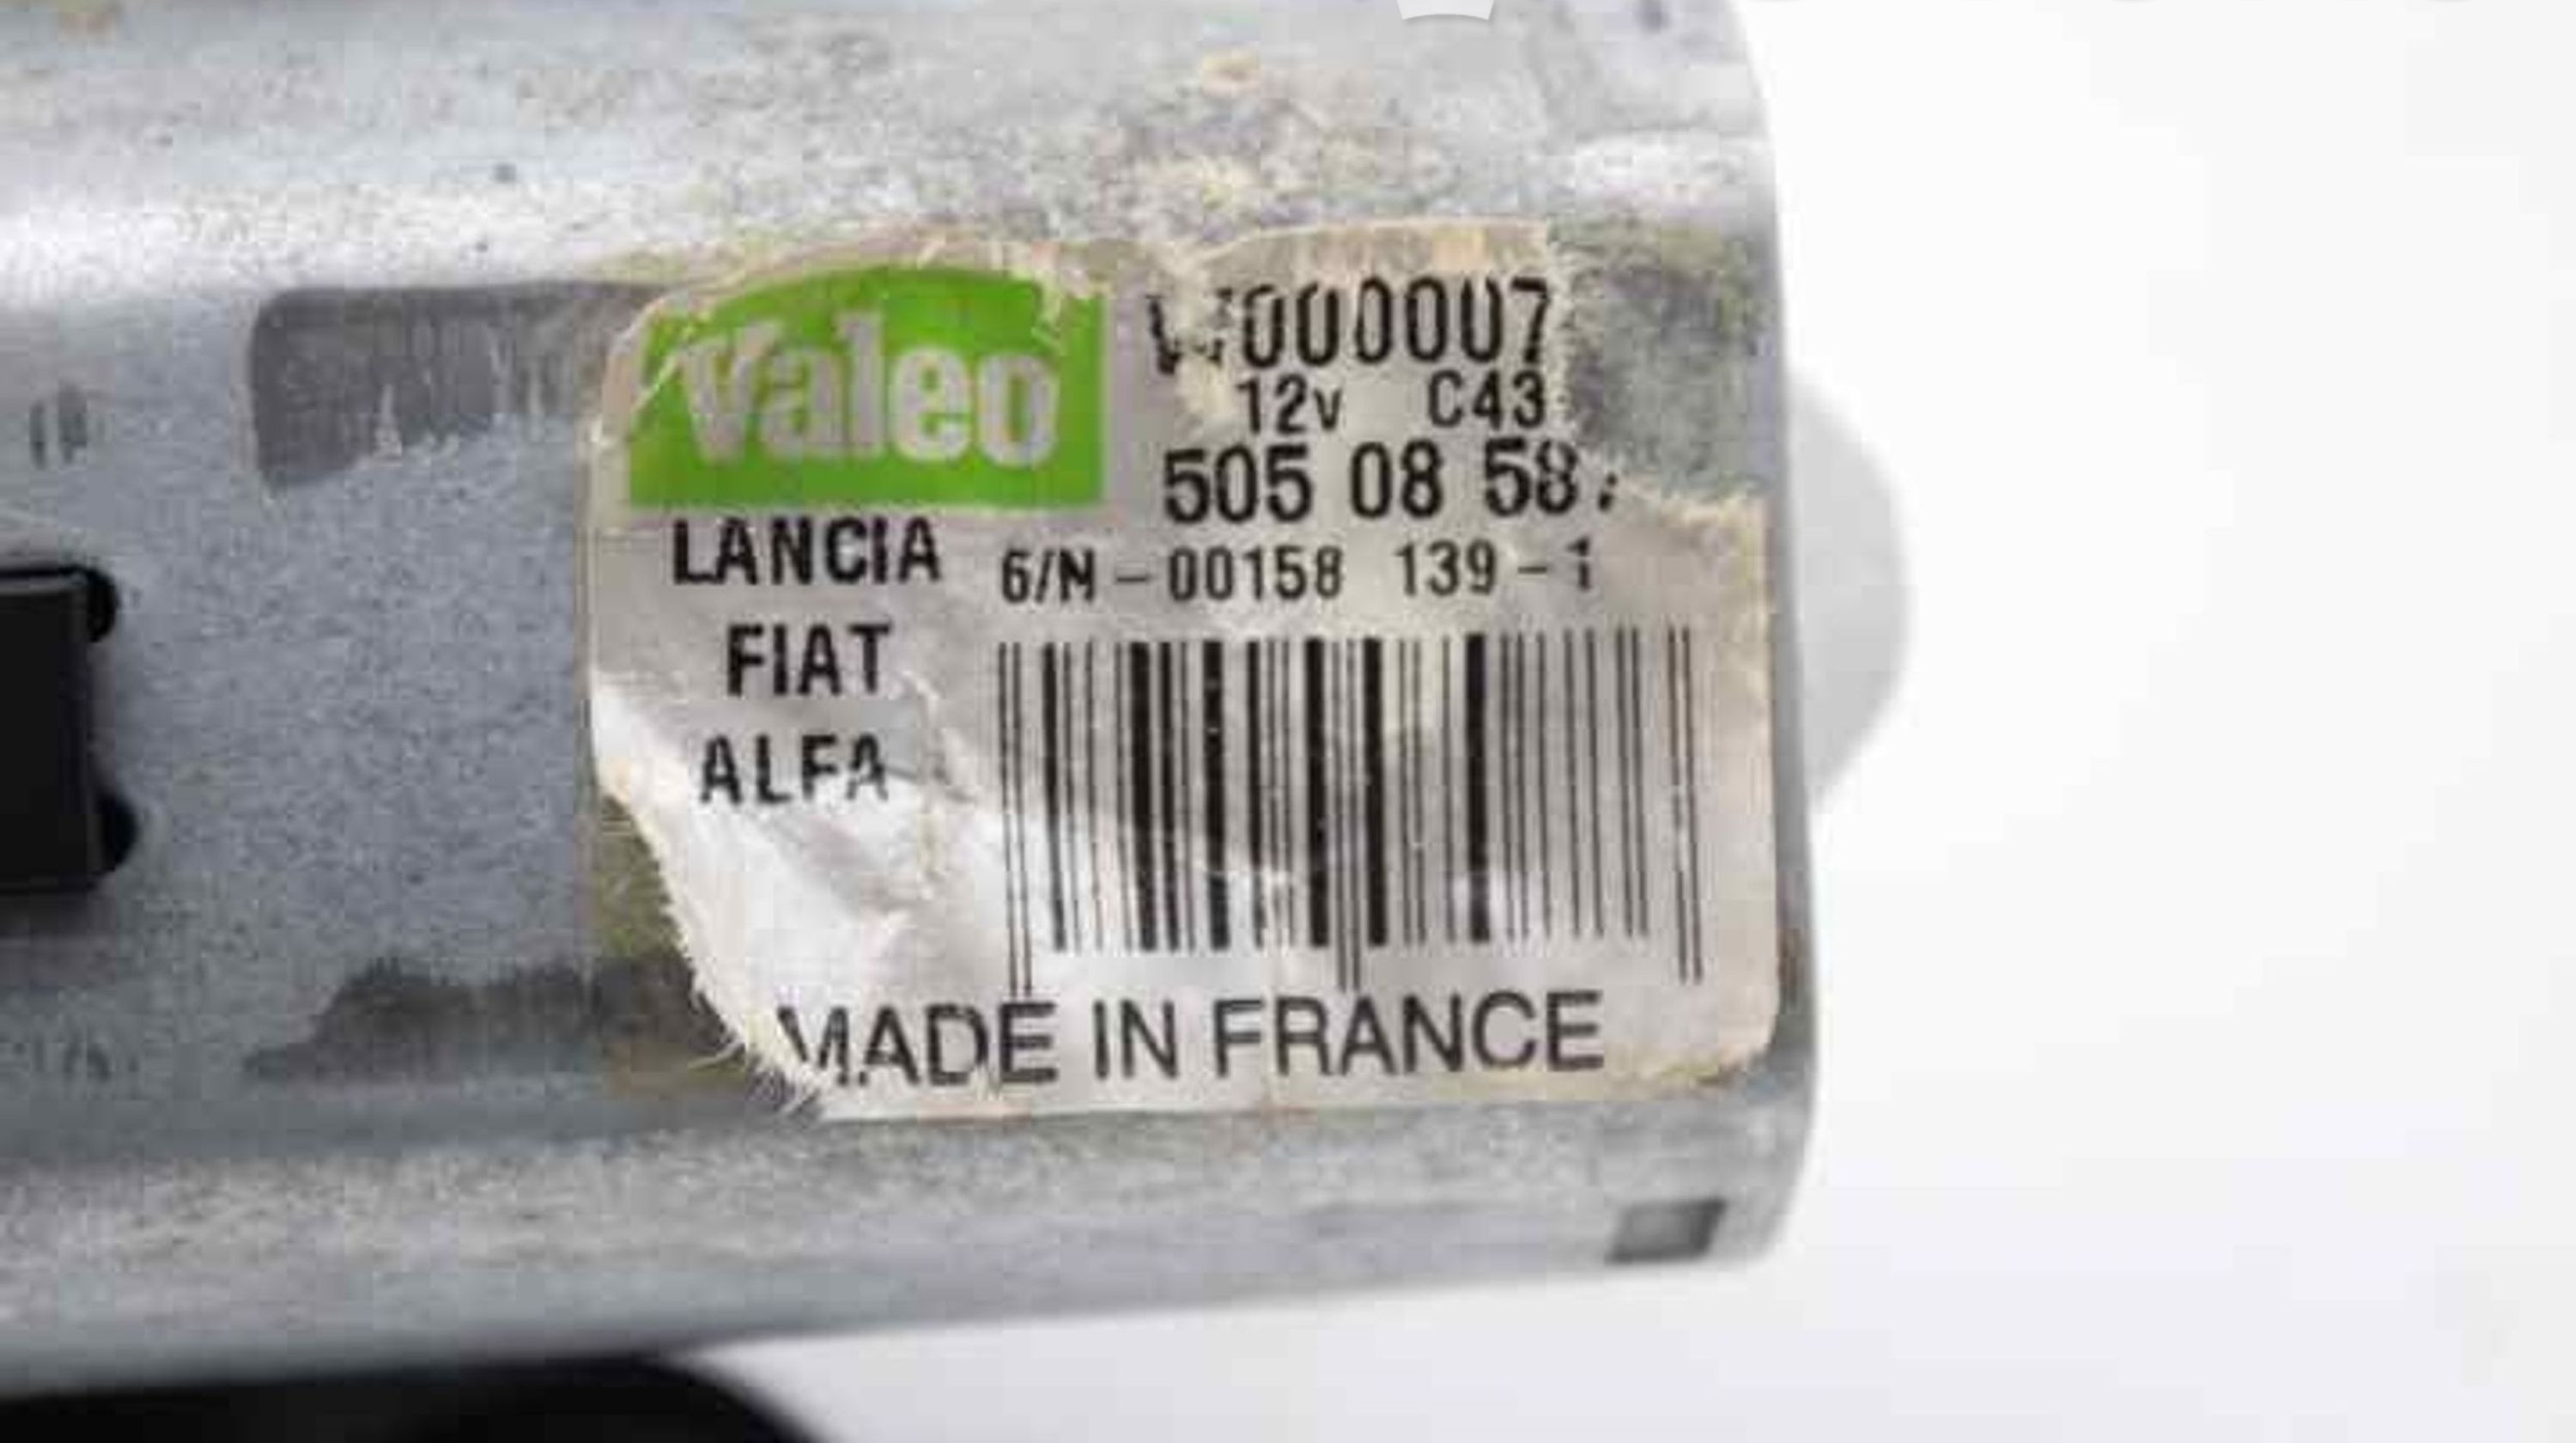 Valeo
000007
12v C43
505 08 58
LANCIA 6/N-00158 139-1
FIAT
ALFA
MADE IN FRANCE